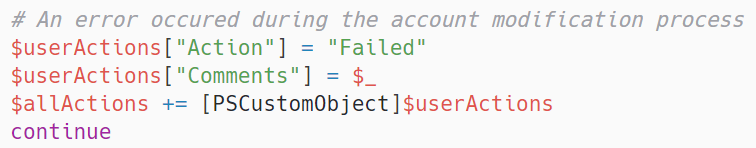 # An error occured during the account modification process
$userActions["Action"] = "Failed"
$userActions["Comments"] = $_
$allActions += [PSCustomObject]$userActions
continue